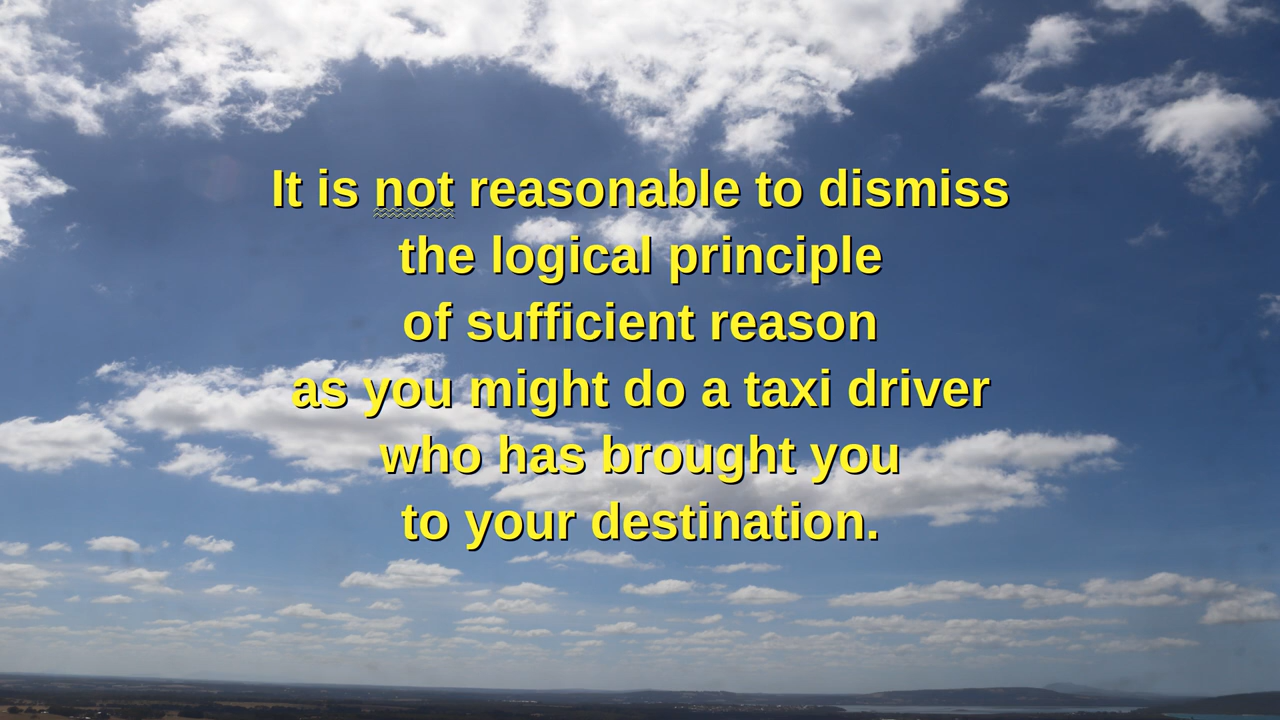 It is not reasonable to dismiss
the logical principle
of sufficient reason
as you might do a taxi driver
who has brought you
to your destination.